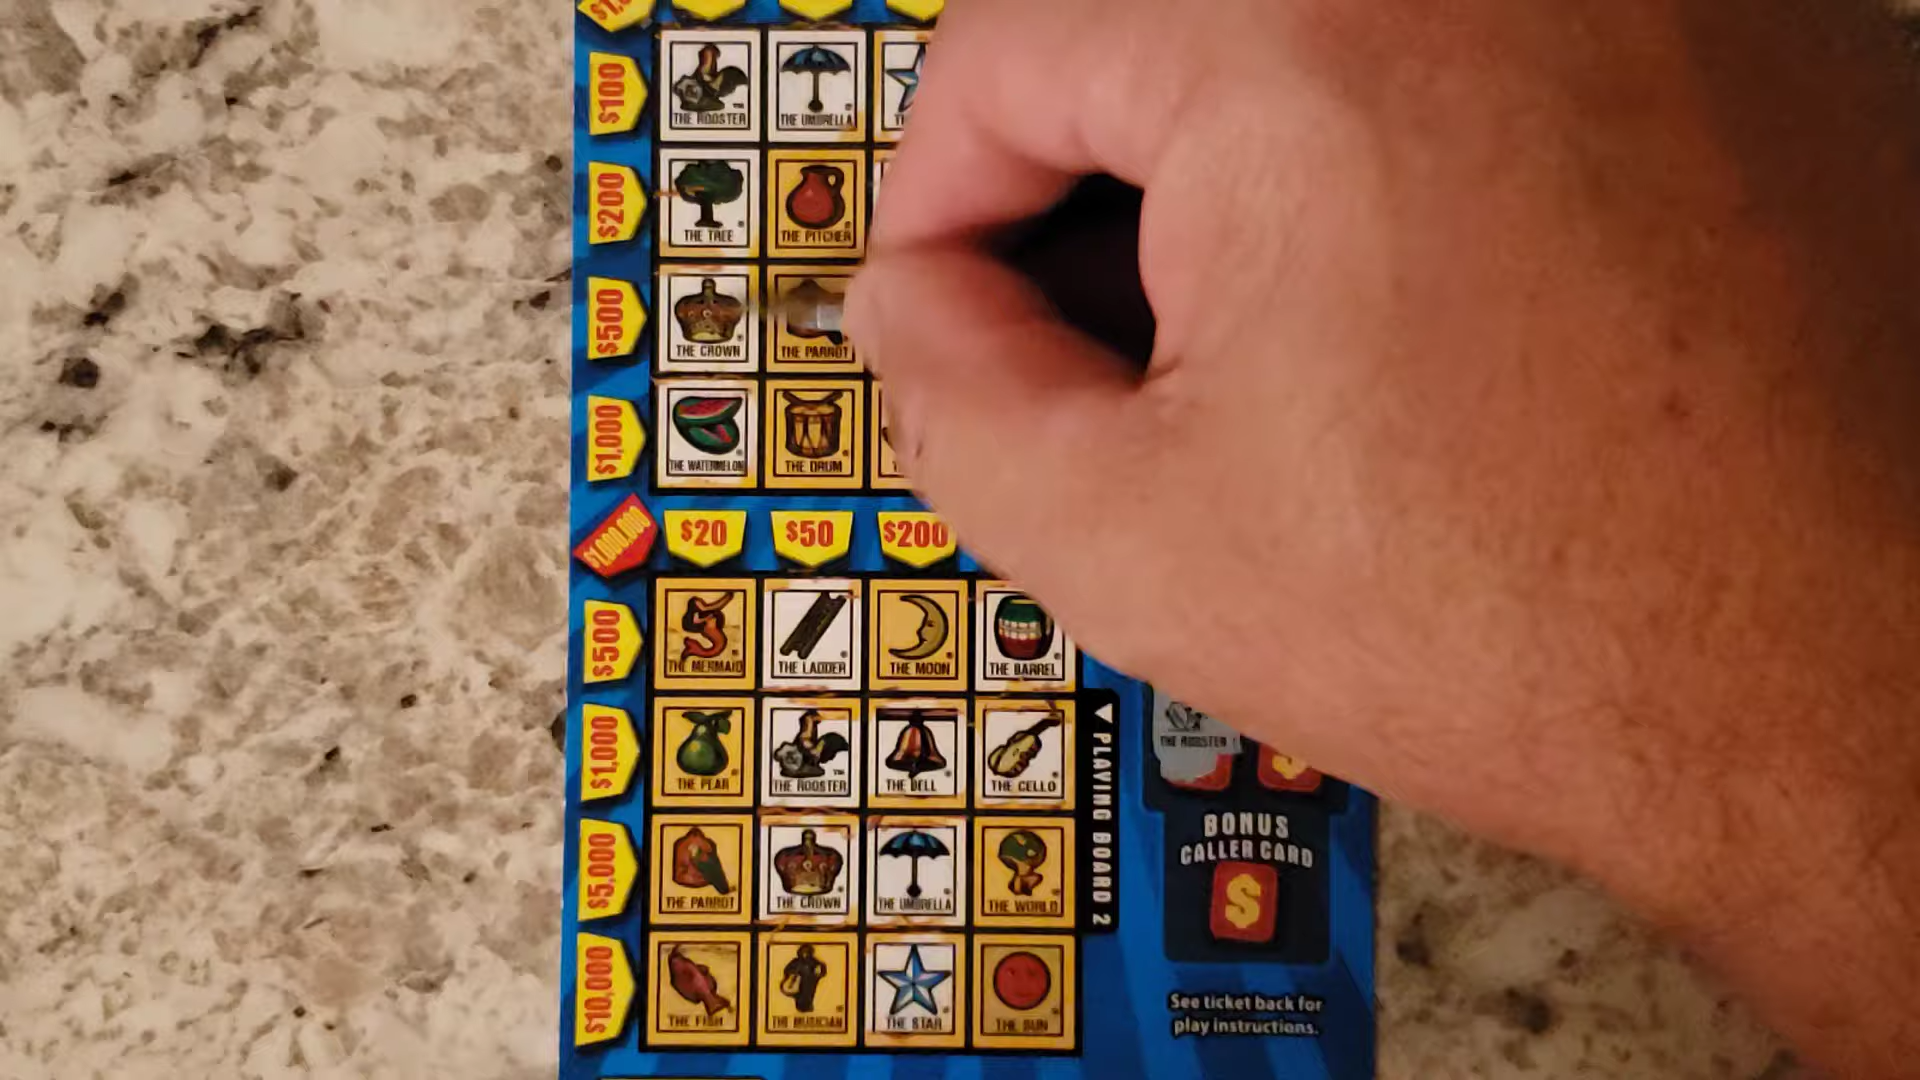 $100
THE ROOSTER
THE UMBRELLA
$200
THE TREE
THE PITCHER
$500
THE CROWN
THE PARROT
$1,000
THE WATERMELON
THE DRUM
$1,000,000
$20
$50
$200
$500
THE MERMAID
THE LADDER
THE MOON
THE BARREL
$1,000
THE PEAR
THE ROOSTER
THE BELL
THE CELLO
$5,000
THE PARROT
THE CROWN
THE UMBRELLA
THE WORLD
$10,000
THE FISH
THE MUSICIAN
THE STAR
THE SUN
PLAYING BOARD 2
THE ROOSTER
BONUS
CALLER CARD
$
See ticket back for
play instructions.